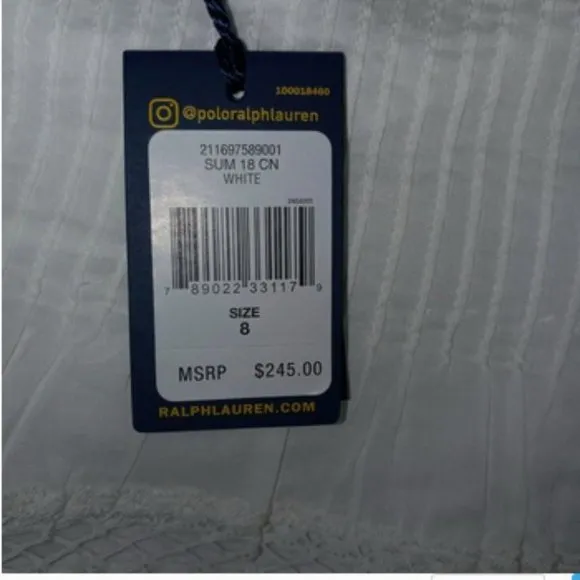 100018460
@poloralphlauren
211697589001
SUM 18 CN
WHITE
7 89022 33117 9
SIZE
8
MSRP $245.00
RALPHLAUREN.COM